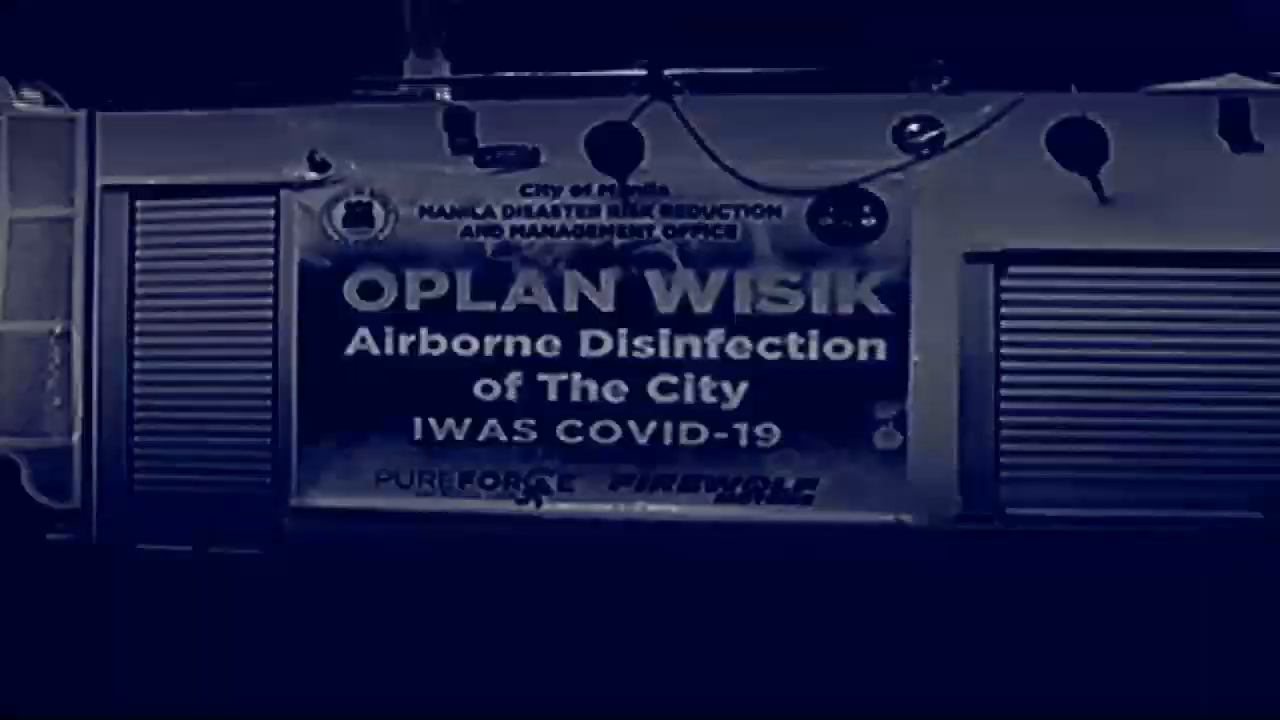 City of Manila
MANILA DISASTER RISK REDUCTION
AND MANAGEMENT OFFICE
OPLAN WISIK
Airborne Disinfection
of The City
IWAS COVID-19
PUREFORCE FIREWOLF